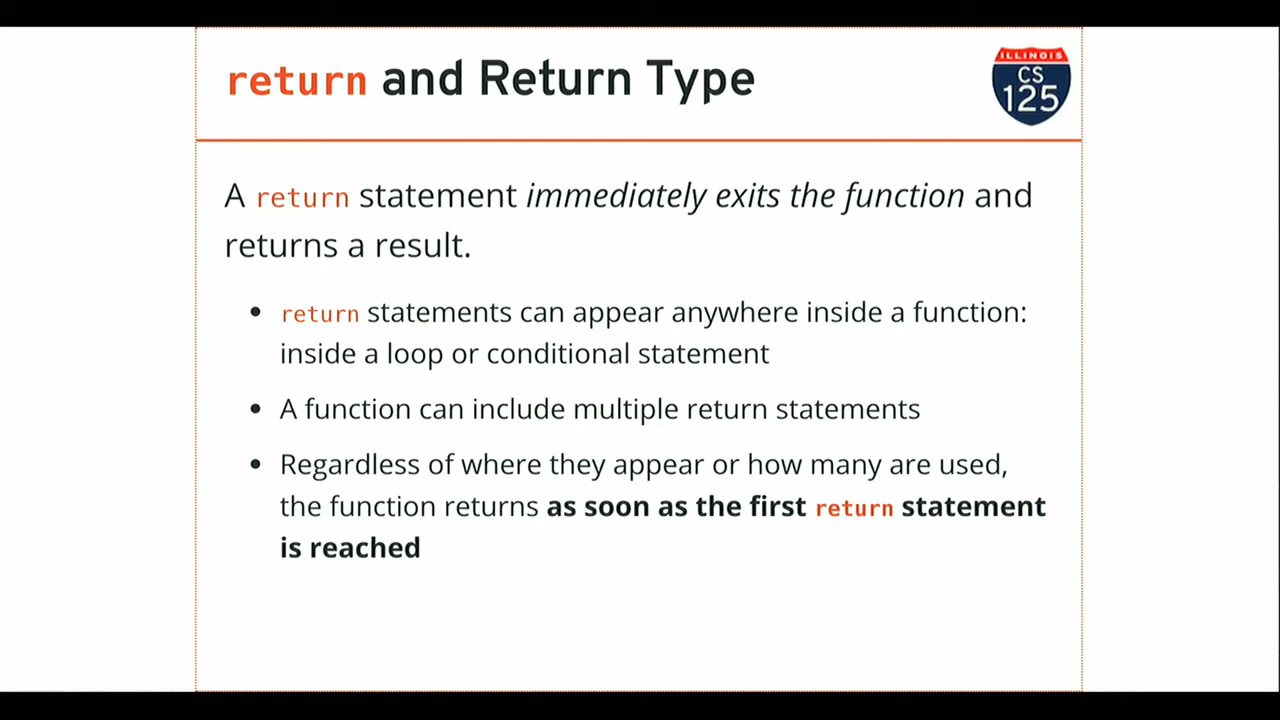 return and Return Type
ILLINOIS
CS
125
A return statement immediately exits the function and
returns a result.
• return statements can appear anywhere inside a function:
inside a loop or conditional statement
• A function can include multiple return statements
• Regardless of where they appear or how many are used,
the function returns as soon as the first return statement
is reached